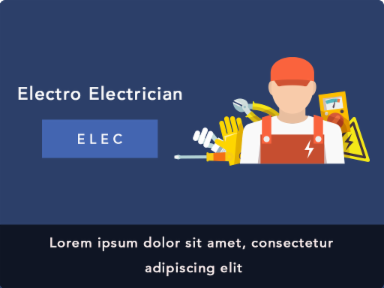 Electro Electrician
ELEC
Lorem ipsum dolor sit amet, consectetur
adipiscing elit